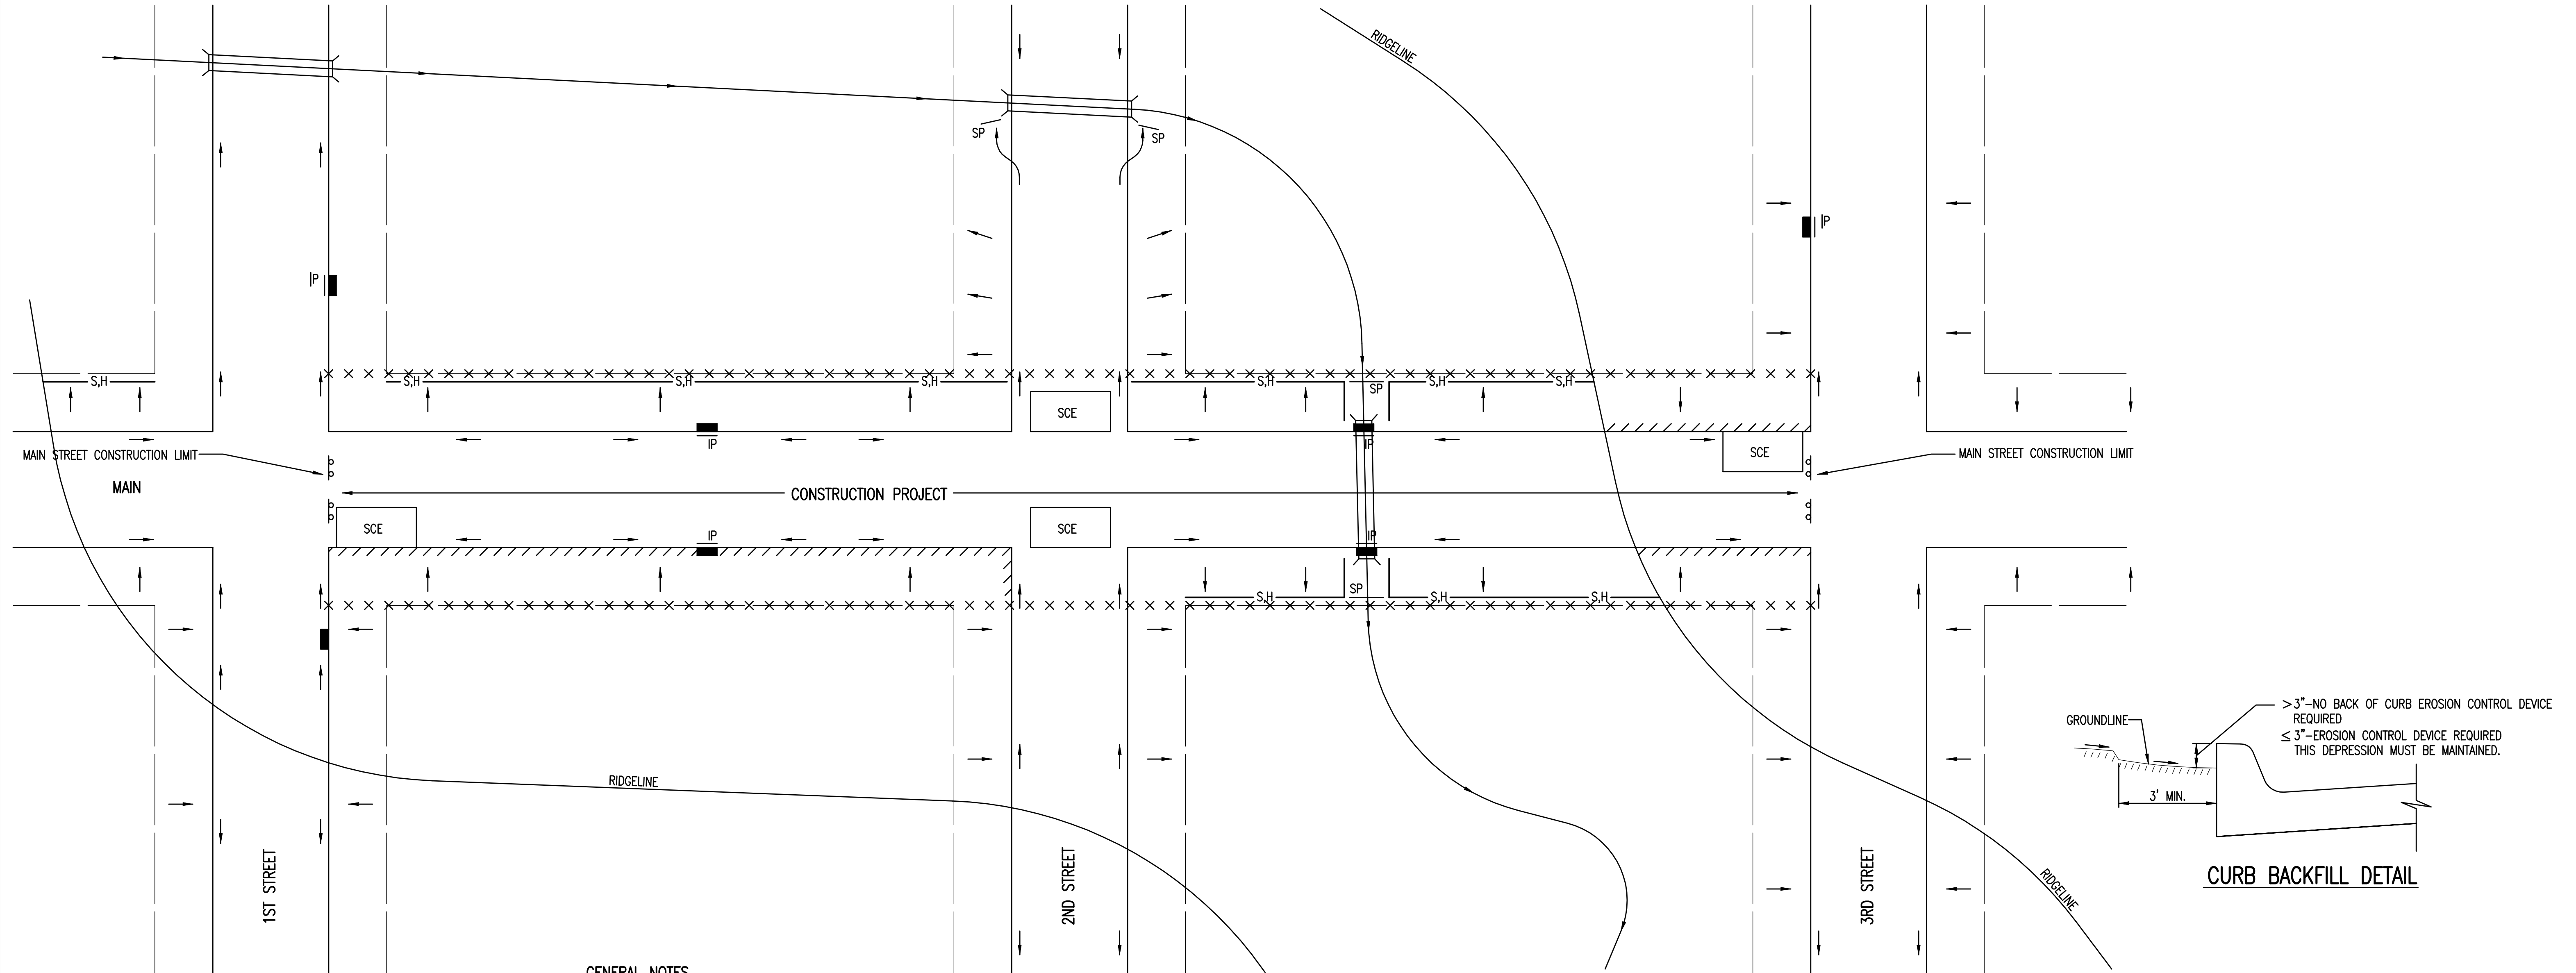 RIDGELINE
SP
SP
IP
IP
S,H
S,H
S,H
S,H
S,H
SP
S,H
S,H
SCE
IP
IP
SCE
MAIN STREET CONSTRUCTION LIMIT
MAIN STREET CONSTRUCTION LIMIT
MAIN
CONSTRUCTION PROJECT
SCE
SCE
IP
IP
SP
S,H
S,H
S,H
RIDGELINE
1ST STREET
2ND STREET
3RD STREET
RIDGELINE
GROUNDLINE
>3"-NO BACK OF CURB EROSION CONTROL DEVICE
REQUIRED
≤3"-EROSION CONTROL DEVICE REQUIRED
THIS DEPRESSION MUST BE MAINTAINED.
3' MIN.
CURB BACKFILL DETAIL
GENERAL NOTES